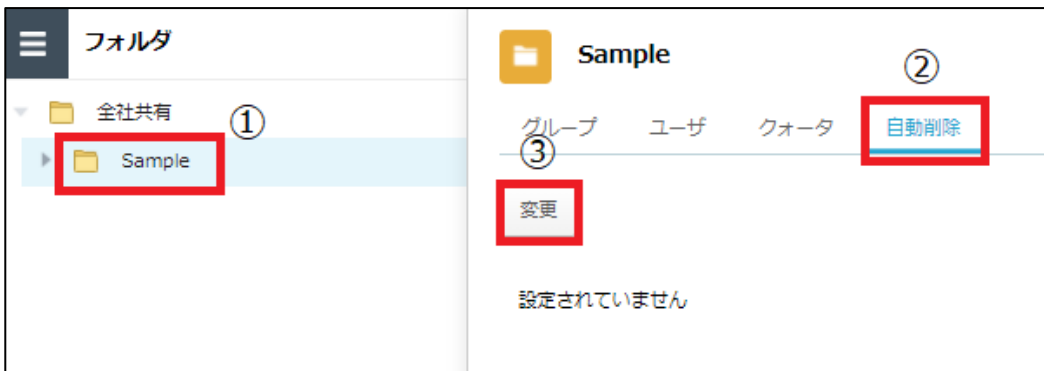 フォルダ
全社共有
①
Sample
Sample
②
グループ ユーザ クォータ 自動削除
③
変更
設定されていません